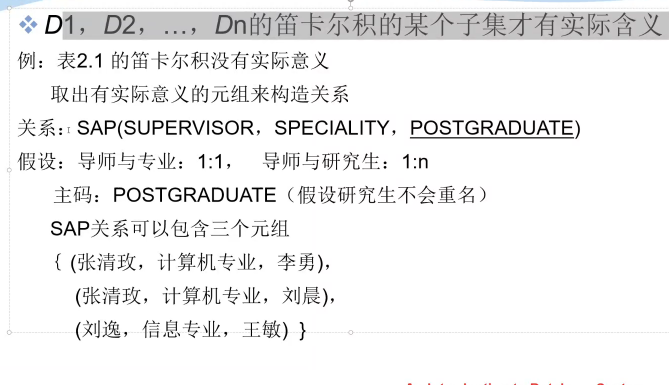 ❖ D1，D2，…，Dn的笛卡尔积的某个子集才有实际含义
例：表2.1 的笛卡尔积没有实际意义
取出有实际意义的元组来构造关系
关系：SAP(SUPERVISOR，SPECIALITY，POSTGRADUATE)
假设：导师与专业：1:1， 导师与研究生：1:n
主码：POSTGRADUATE（假设研究生不会重名）
SAP关系可以包含三个元组
{ (张清玫，计算机专业，李勇)，
(张清玫，计算机专业，刘晨)，
(刘逸，信息专业，王敏) }